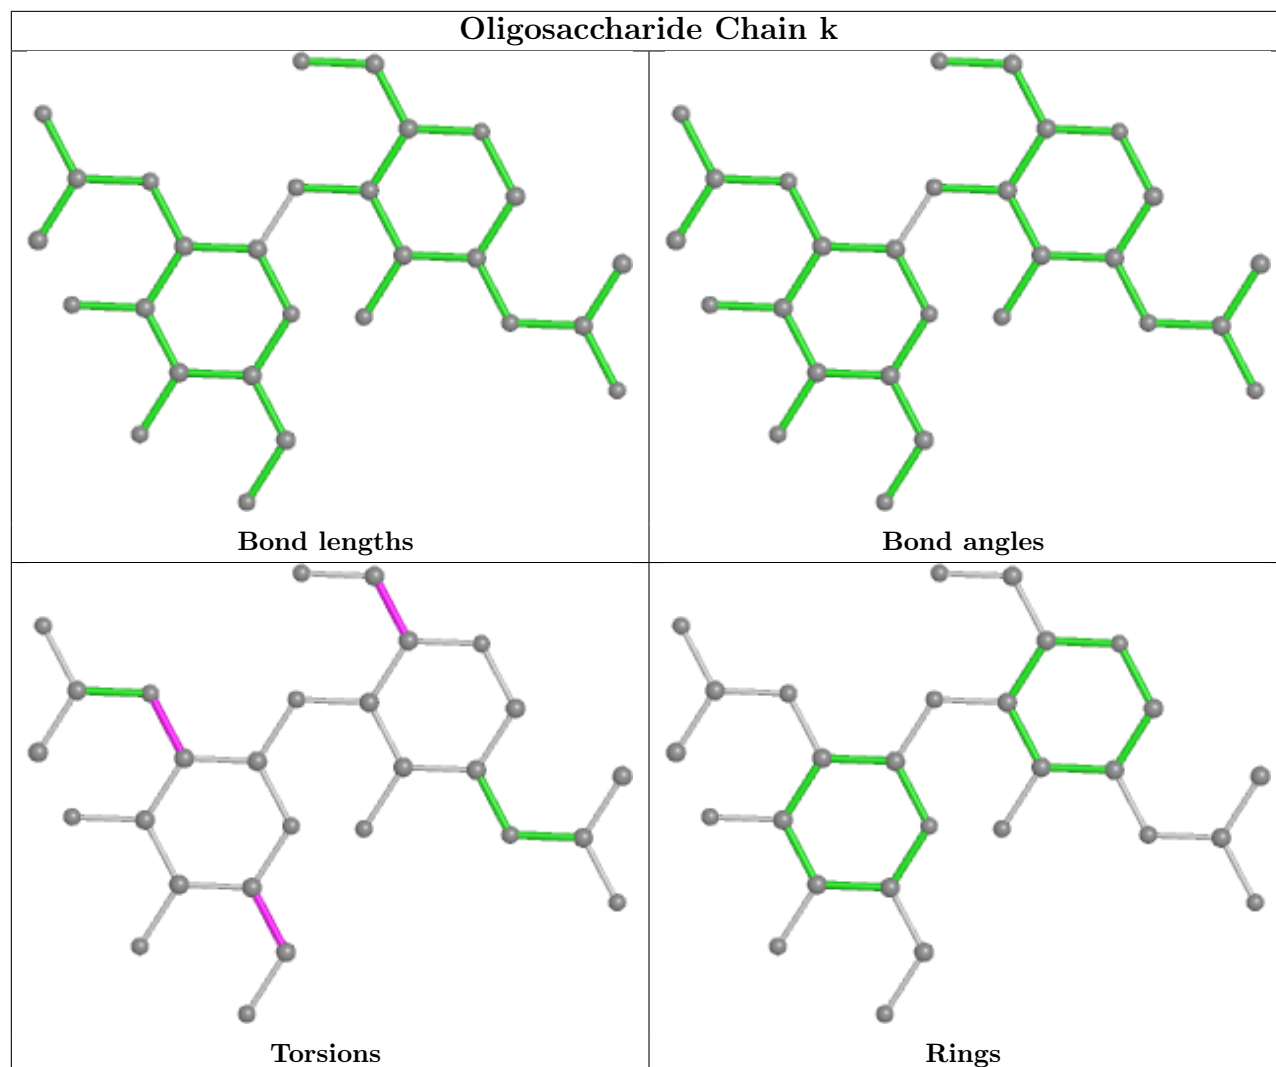 Oligosaccharide Chain k
Bond lengths
Bond angles
Torsions
Rings